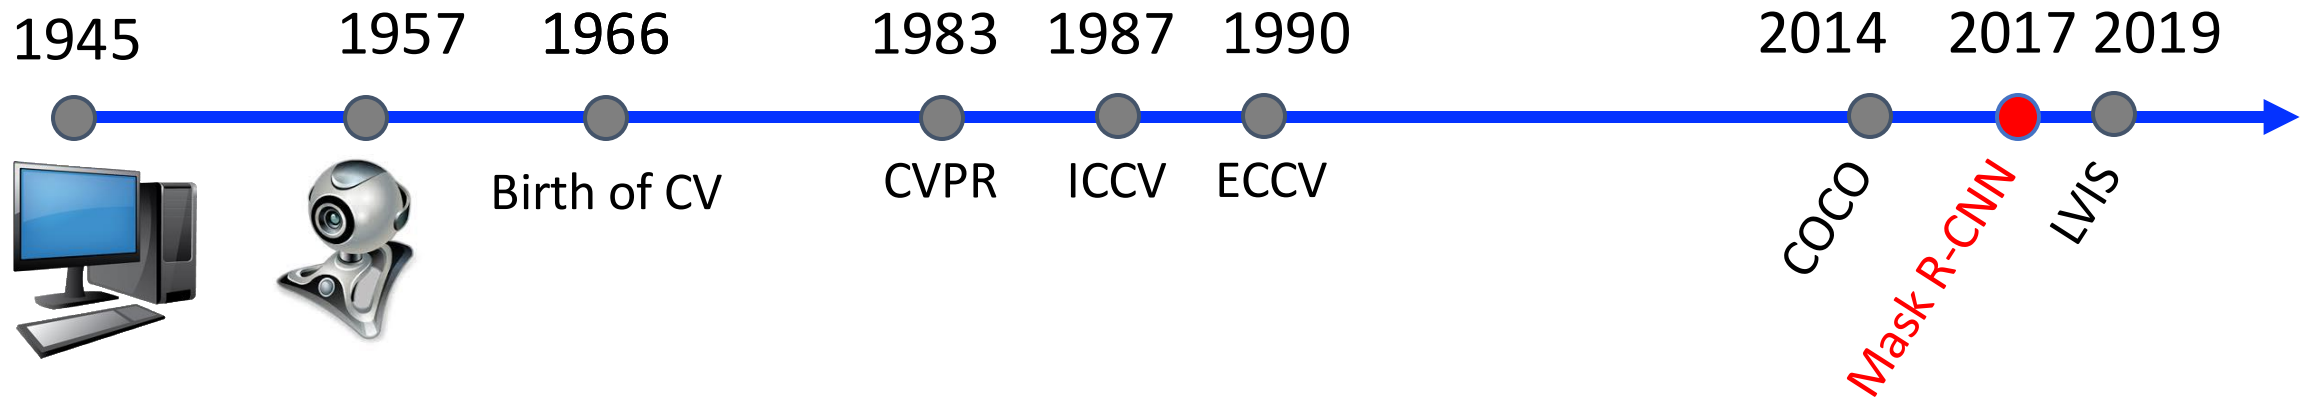 1945 1957 1966 1983 1987 1990 2014 2017 2019
Birth of CV CVPR ICCV ECCV COCO Mask R-CNN LVIS